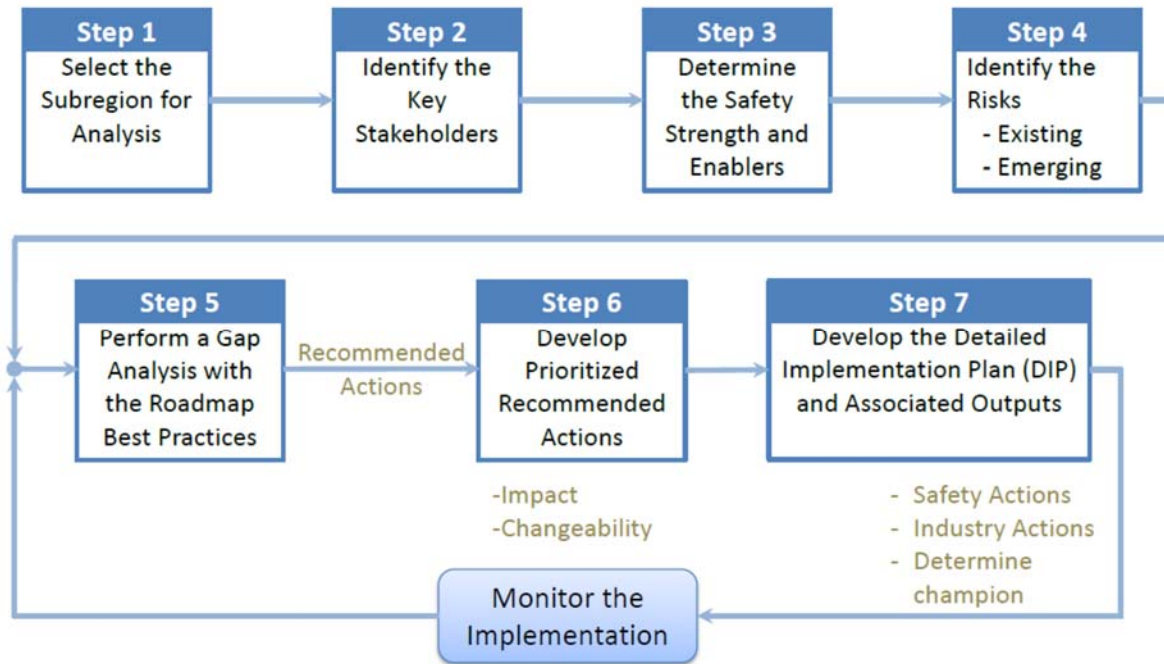 Step 1
Select the
Subregion for
Analysis
Step 2
Identify the
Key
Stakeholders
Step 3
Determine
the Safety
Strength and
Enablers
Step 4
Identify the
Risks
- Existing
- Emerging
Step 5
Perform a Gap
Analysis with
the Roadmap
Best Practices
Recommended
Actions
Step 6
Develop
Prioritized
Recommended
Actions
-Impact
-Changeability
Step 7
Develop the Detailed
Implementation Plan (DIP)
and Associated Outputs
- Safety Actions
- Industry Actions
- Determine
champion
Monitor the
Implementation